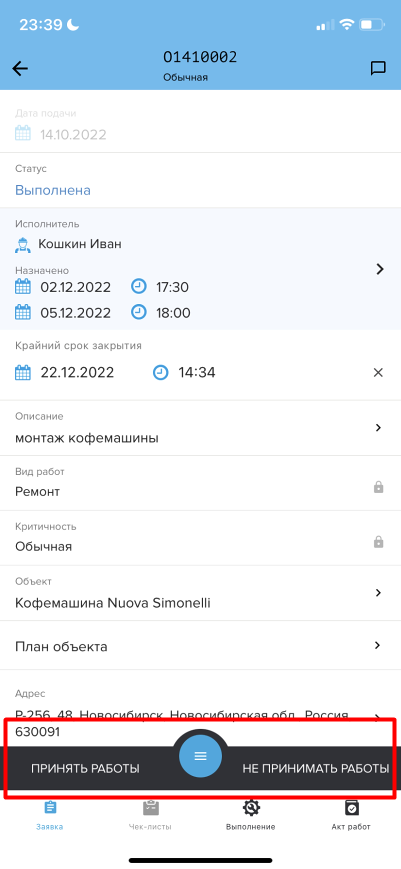 23:39
O1410002
Обычная
Дата подачи
14.10.2022
Статус
Выполнена
Исполнитель
Кошкин Иван
Назначено
02.12.2022 17:30
05.12.2022 18:00
Крайний срок закрытия
22.12.2022 14:34
Описание
монтаж кофемашины
Вид работ
Ремонт
Критичность
Обычная
Объект
Кофемашина Nuova Simonelli
План объекта
Адрес
Р-256, 48, Новосибирск, Новосибирская обл., Россия,
630091
ПРИНЯТЬ РАБОТЫ НЕ ПРИНИМАТЬ РАБОТЫ
Заявка Чек-листы Выполнение Акт работ